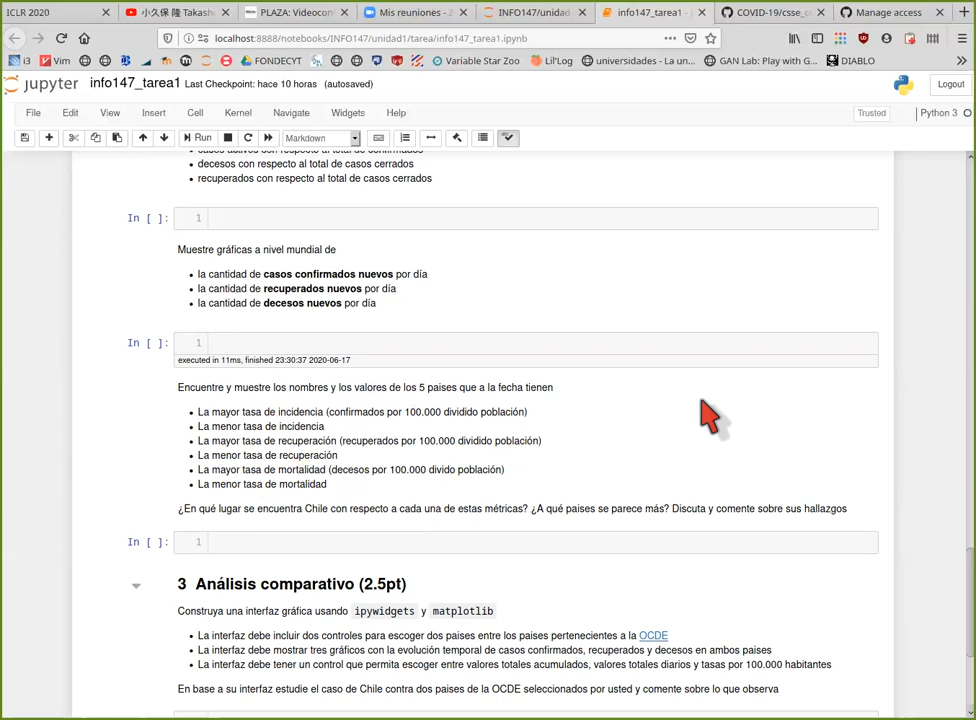 ICLR 2020
小久保 隆 Takash
PLAZA: Videocon
Mis reuniones - Z
INFO147/unidad
info147_tarea1 -
COVID-19/csse_c
Manage access
localhost:8888/notebooks/INFO147/unidad1/tarea/info147_tarea1.ipynb
i3
Vim
FONDECYT
Variable Star Zoo
Lil'Log
universidades - La un...
GAN Lab: Play with G...
DIABLO
jupyter info147_tarea1 Last Checkpoint: hace 10 horas (autosaved)
Logout
File Edit View Insert Cell Kernel Navigate Widgets Help
Trusted
Python 3
Run
Markdown
casos activos con respecto al total de confirmados
decesos con respecto al total de casos cerrados
recuperados con respecto al total de casos cerrados
In [ ]: 1
Muestre gráficas a nivel mundial de
la cantidad de casos confirmados nuevos por día
la cantidad de recuperados nuevos por día
la cantidad de decesos nuevos por día
In [ ]: 1
executed in 11ms, finished 23:30:37 2020-06-17
Encuentre y muestre los nombres y los valores de los 5 paises que a la fecha tienen
La mayor tasa de incidencia (confirmados por 100.000 dividido población)
La menor tasa de incidencia
La mayor tasa de recuperación (recuperados por 100.000 dividido población)
La menor tasa de recuperación
La mayor tasa de mortalidad (decesos por 100.000 divido población)
La menor tasa de mortalidad
¿En qué lugar se encuentra Chile con respecto a cada una de estas métricas? ¿A qué paises se parece más? Discuta y comente sobre sus hallazgos
In [ ]: 1
3 Análisis comparativo (2.5pt)
Construya una interfaz gráfica usando ipywidgets y matplotlib
La interfaz debe incluir dos controles para escoger dos paises entre los paises pertenecientes a la OCDE
La interfaz debe mostrar tres gráficos con la evolución temporal de casos confirmados, recuperados y decesos en ambos paises
La interfaz debe tener un control que permita escoger entre valores totales acumulados, valores totales diarios y tasas por 100.000 habitantes
En base a su interfaz estudie el caso de Chile contra dos paises de la OCDE seleccionados por usted y comente sobre lo que observa